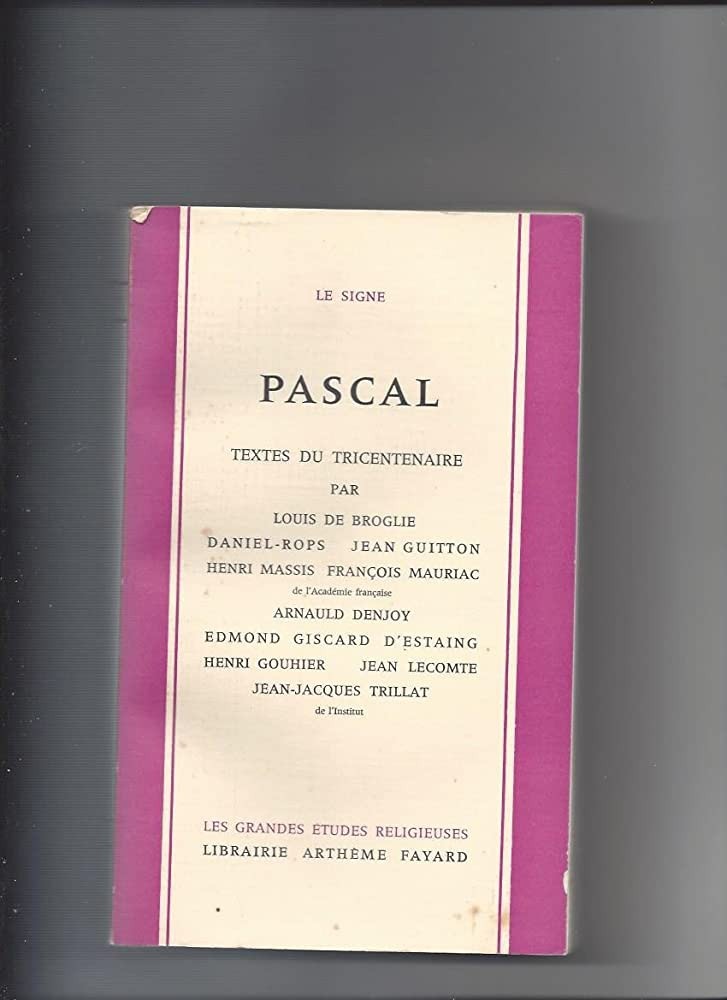 LE SIGNE
PASCAL
TEXTES DU TRICENTENAIRE
PAR
LOUIS DE BROGLIE
DANIEL-ROPS JEAN GUITTON
HENRI MASSIS FRANÇOIS MAURIAC
de l'Académie française
ARNAULD DENJOY
EDMOND GISCARD D'ESTAING
HENRI GOUHIER JEAN LECOMTE
JEAN-JACQUES TRILLAT
de l'Institut
LES GRANDES ÉTUDES RELIGIEUSES
LIBRAIRIE ARTHÈME FAYARD